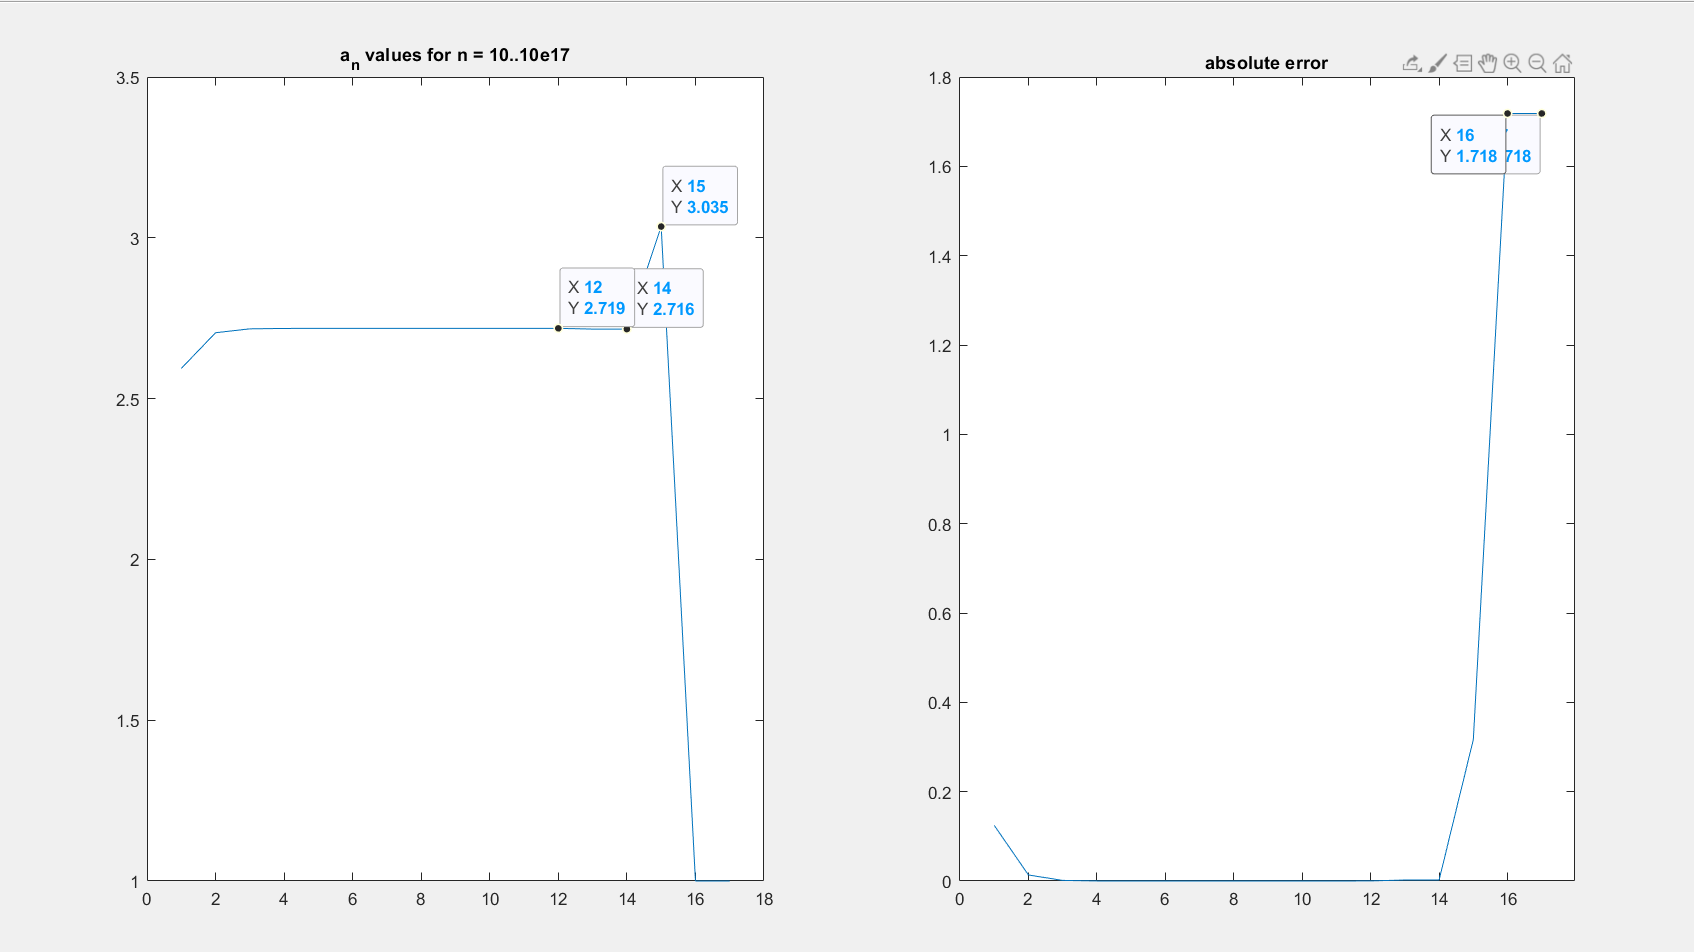 a_n values for n = 10..10e17
3.5
3
2.5
2
1.5
1
0 2 4 6 8 10 12 14 16 18
X 15
Y 3.035
X 12
Y 2.719
X 14
Y 2.716
absolute error
1.8
1.6
1.4
1.2
1
0.8
0.6
0.4
0.2
0
0 2 4 6 8 10 12 14 16
X 16
Y 1.718
718